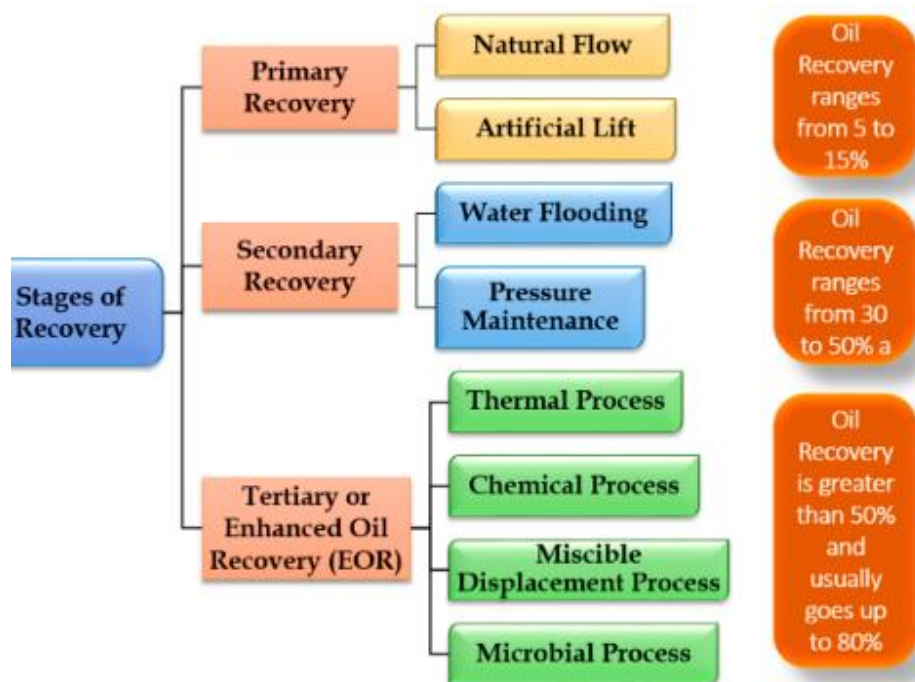 Stages of
Recovery
Primary
Recovery
Natural Flow
Artificial Lift
Oil
Recovery
ranges
from 5 to
15%
Secondary
Recovery
Water Flooding
Pressure
Maintenance
Oil
Recovery
ranges
from 30
to 50% a
Tertiary or
Enhanced Oil
Recovery (EOR)
Thermal Process
Chemical Process
Miscible
Displacement Process
Microbial Process
Oil
Recovery
is greater
than 50%
and
usually
goes up
to 80%